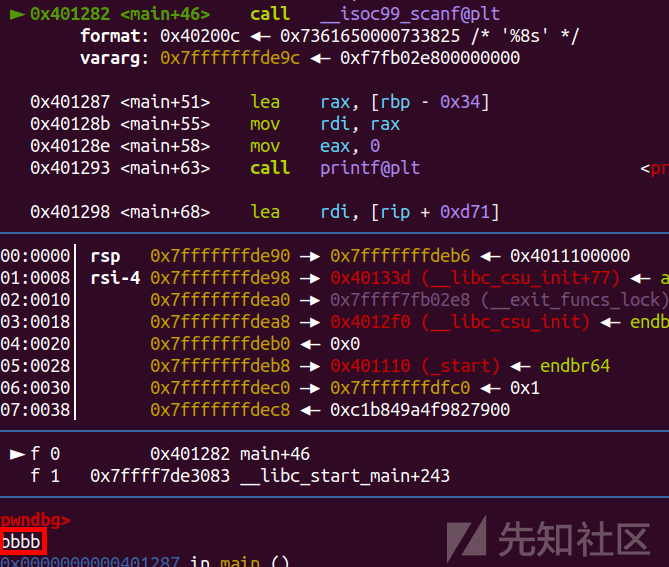 ► 0x401282 <main+46> call __isoc99_scanf@plt
format: 0x40200c ◂— 0x7361650000733825 /* '%8s' */
vararg: 0x7fffffffde9c ◂— 0xf7fb02e800000000
0x401287 <main+51> lea rax, [rbp - 0x34]
0x40128b <main+55> mov rdi, rax
0x40128e <main+58> mov eax, 0
0x401293 <main+63> call printf@plt <pr
0x401298 <main+68> lea rdi, [rip + 0xd71]
00:0000│ rsp 0x7fffffffde90 —▸ 0x7fffffffdeb6 ◂— 0x4011100000
01:0008│ rsi-4 0x7fffffffde98 —▸ 0x40133d (__libc_csu_init+77) ◂— a
02:0010│ 0x7fffffffdea0 —▸ 0x7ffff7fb02e8 (__exit_funcs_lock)
03:0018│ 0x7fffffffdea8 —▸ 0x4012f0 (__libc_csu_init) ◂— endb
04:0020│ 0x7fffffffdeb0 ◂— 0x0
05:0028│ 0x7fffffffdeb8 —▸ 0x401110 (_start) ◂— endbr64
06:0030│ 0x7fffffffdec0 —▸ 0x7fffffffdfc0 ◂— 0x1
07:0038│ 0x7fffffffdec8 ◂— 0xc1b849a4f9827900
► f 0 0x401282 main+46
f 1 0x7ffff7de3083 __libc_start_main+243
pwndbg>
bbbb
0x0000000000401287 in main ()
先知社区